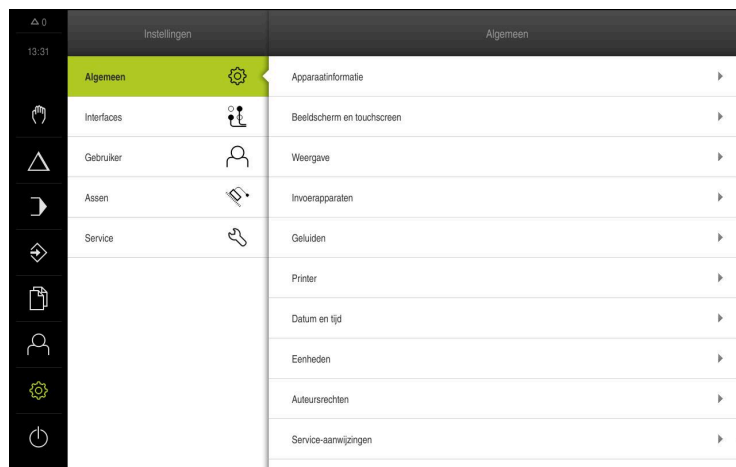 0
13:31
Instellingen
Algemeen
Interfaces
Gebruiker
Assen
Service
Algemeen
Apparaatinformatie
Beeldscherm en touchscreen
Weergave
Invoerapparaten
Geluiden
Printer
Datum en tijd
Eenheden
Auteursrechten
Service-aanwijzingen